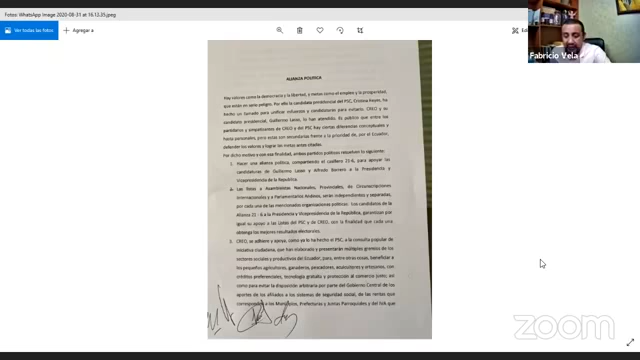 Fotos: WhatsApp Image 2020-08-31 at 16.13.35.jpeg
Ver todas las fotos
Agregar a
Fabricio Vela
ALIANZA POLITICA
Hay valores como la democracia y la libertad, y metas como el empleo y la prosperidad,
que están en serio peligro. Por ello la candidata presidencial del PSC, Cristina Reyes, ha
hecho un llamado para unificar esfuerzos y condiciones para evitarlo. CREO y su
candidato presidencial, Guillermo Lasso, lo han atendido. Es público que entre los
partidarios y simpatizantes de CREO y del PSC hay ciertas diferencias conceptuales y
hasta personales, pero estas son secundarias frente a la prioridad de, por el Ecuador,
defender los valores y lograr las metas antes citadas.
Por dicho motivo y con esa finalidad, ambos partidos políticos resuelven lo siguiente:
1. Hacer una alianza política, compartiendo el casillero 21-6, para apoyar las
candidaturas de Guillermo Lasso y Alfredo Borrero a la Presidencia y
Vicepresidencia de la República.
2. Las listas a Asambleístas Nacionales, Provinciales, de Circunscripciones
Internacionales y a Parlamentarios Andinos, serán independientes y separadas,
por cada una de las mencionadas organizaciones políticas. Los candidatos de la
Alianza 21 - 6 a la Presidencia y Vicepresidencia de la República, garantizan por
igual su apoyo a las Listas del PSC y de CREO, con la finalidad que cada una
obtenga los mejores resultados electorales.
3. CREO, se adhiere y apoya, como ya lo ha hecho el PSC, a la consulta popular de
iniciativa ciudadana, que han elaborado y presentarán múltiples gremios de los
sectores sociales y productivos del Ecuador, para, entre otras cosas, beneficiar a
los pequeños agricultores, ganaderos, pescadores, acuicultores y artesanos, con
créditos preferenciales, tecnología gratuita y protección al comercio justo; así
como para evitar la disposición arbitraria por parte del Gobierno Central de los
aportes de los afiliados a los sistemas de seguridad social, de las rentas que
corresponden a los Municipios, Prefecturas y Juntas Parroquiales y del IVA que
zoom